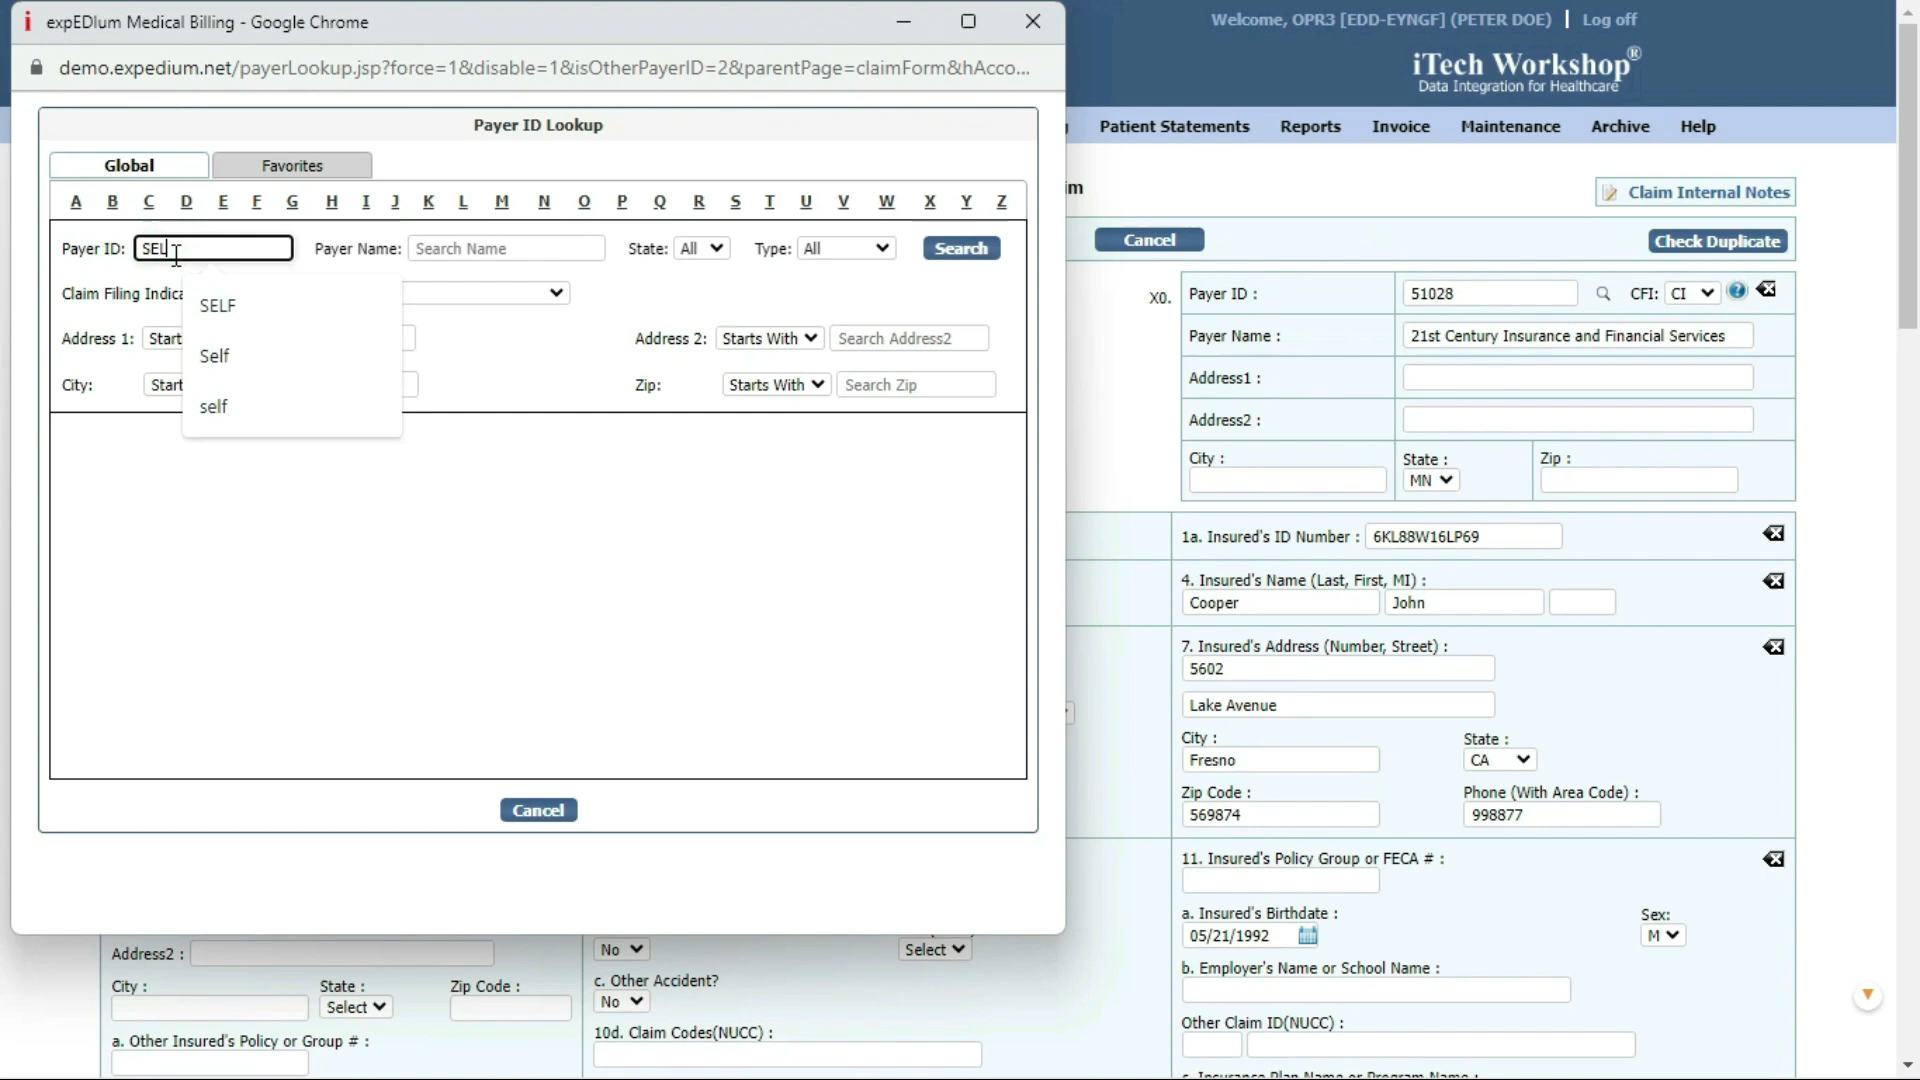 expEDIum Medical Billing - Google Chrome
demo.expedium.net/payerLookup.jsp?force=1&disable=1&isOtherPayerID=2&parentPage=claimForm&hAcco...
Payer ID Lookup
Global Favorites
A B C D E F G H I J K L M N O P Q R S T U V W X Y Z
Payer ID: SEL Payer Name: Search Name State: All Type: All Search
Claim Filing Indica
SELF
Self
self
Address 1: Start Address 2: Starts With Search Address2
City: Start Zip: Starts With Search Zip
Cancel
Welcome, OPR3 [EDD-EYNGF] (PETER DOE) | Log off
iTech Workshop®
Data Integration for Healthcare
Patient Statements Reports Invoice Maintenance Archive Help
im
Claim Internal Notes
Cancel Check Duplicate
X0. Payer ID : 51028 CFI: CI
Payer Name : 21st Century Insurance and Financial Services
Address1 :
Address2 :
City : State : Zip :
MN
1a. Insured's ID Number : 6KL88W16LP69
4. Insured's Name (Last, First, MI) :
Cooper John
7. Insured's Address (Number, Street) :
5602
Lake Avenue
City : State :
Fresno CA
Zip Code : Phone (With Area Code) :
569874 998877
11. Insured's Policy Group or FECA # :
a. Insured's Birthdate : Sex:
05/21/1992 M
b. Employer's Name or School Name :
Other Claim ID(NUCC) :
c. Insurance Plan Name or Program Name :
Address2 :
City : State : Zip Code :
Select
a. Other Insured's Policy or Group # :
No Select
c. Other Accident?
No
10d. Claim Codes(NUCC) :